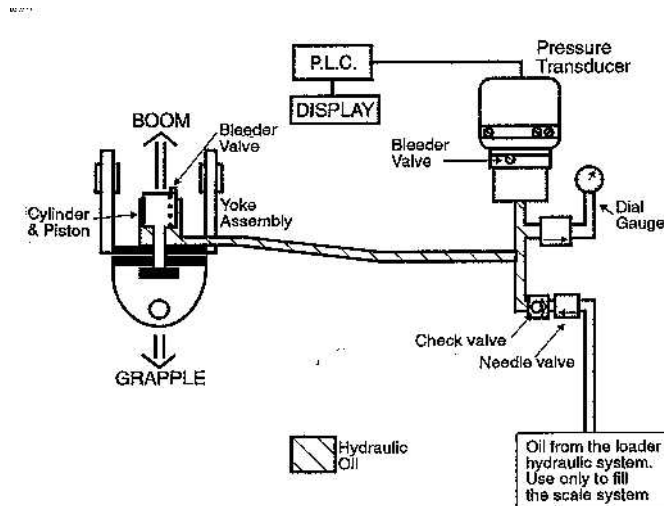 Pressure
Transducer
P.L.C.
DISPLAY
BOOM
Bleeder
Valve
Bleeder
Valve
Cylinder
& Piston
Yoke
Assembly
Dial
Gauge
Check valve
Needle valve
GRAPPLE
Hydraulic
Oil
Oil from the loader
hydraulic system.
Use only to fill
the scale system